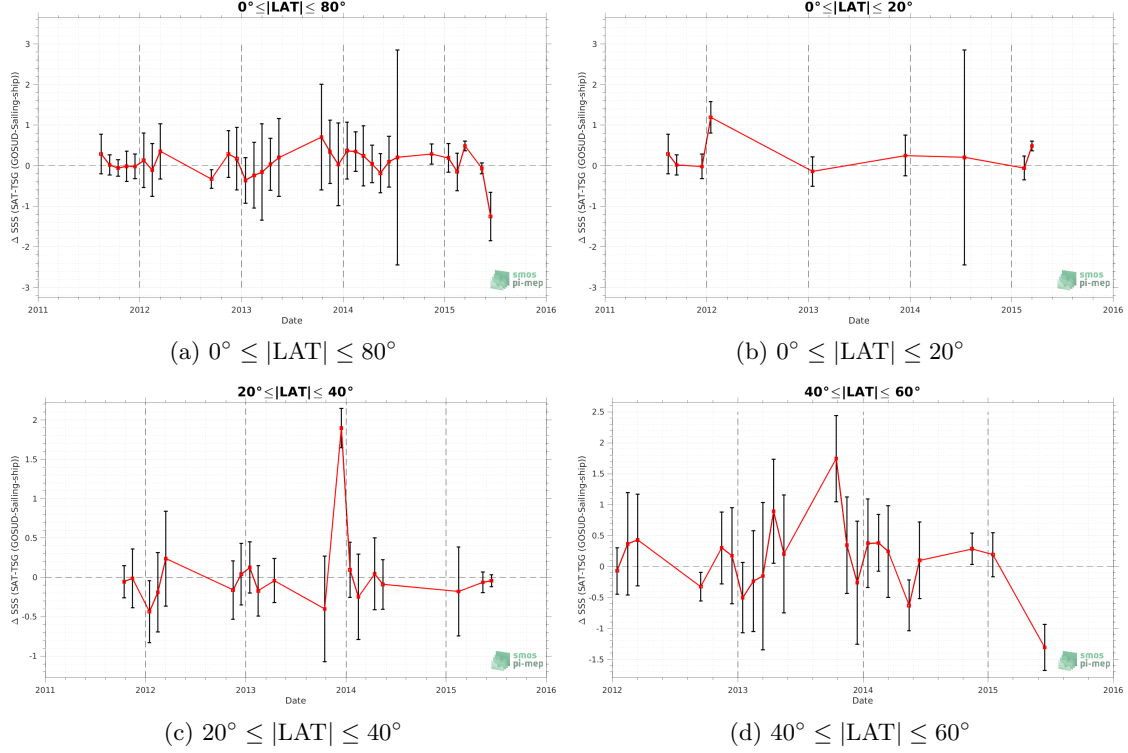 0°≤|LAT|≤ 80°
Δ SSS (SAT-TSG (GOSUD-Sailing-ship))
3
2
1
0
-1
-2
-3
2011
2012
2013
2014
2015
2016
Date
smos
pi-mep
(a) 0° ≤ |LAT| ≤ 80°
0°≤|LAT|≤ 20°
Δ SSS (SAT-TSG (GOSUD-Sailing-ship))
3
2
1
0
-1
-2
-3
2011
2012
2013
2014
2015
2016
Date
smos
pi-mep
(b) 0° ≤ |LAT| ≤ 20°
20°≤|LAT|≤ 40°
Δ SSS (SAT-TSG (GOSUD-Sailing-ship))
2
1.5
1
0.5
0
-0.5
-1
2011
2012
2013
2014
2015
2016
Date
smos
pi-mep
(c) 20° ≤ |LAT| ≤ 40°
40°≤|LAT|≤ 60°
Δ SSS (SAT-TSG (GOSUD-Sailing-ship))
2.5
2
1.5
1
0.5
0
-0.5
-1
-1.5
2012
2013
2014
2015
2016
Date
smos
pi-mep
(d) 40° ≤ |LAT| ≤ 60°